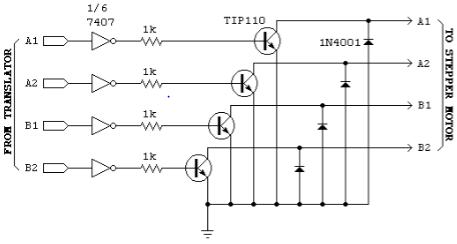 1/6
7407
1k
TIP110
A1
A1
1N4001
1k
A2
A2
1k
B1
B1
1k
B2
B2
FROM TRANSLATOR
TO STEPPER MOTOR